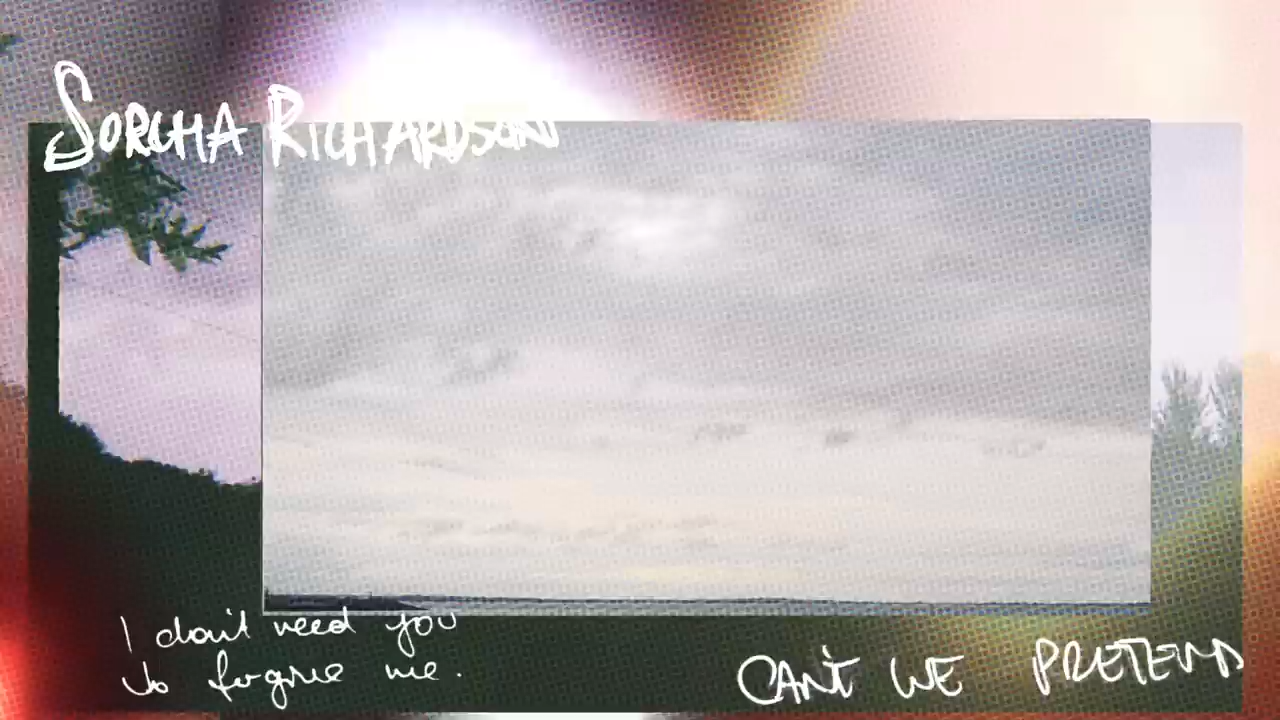 SORCHA RICHARDSON
I don't need you
to forgive me.
CAN'T WE PRETEND